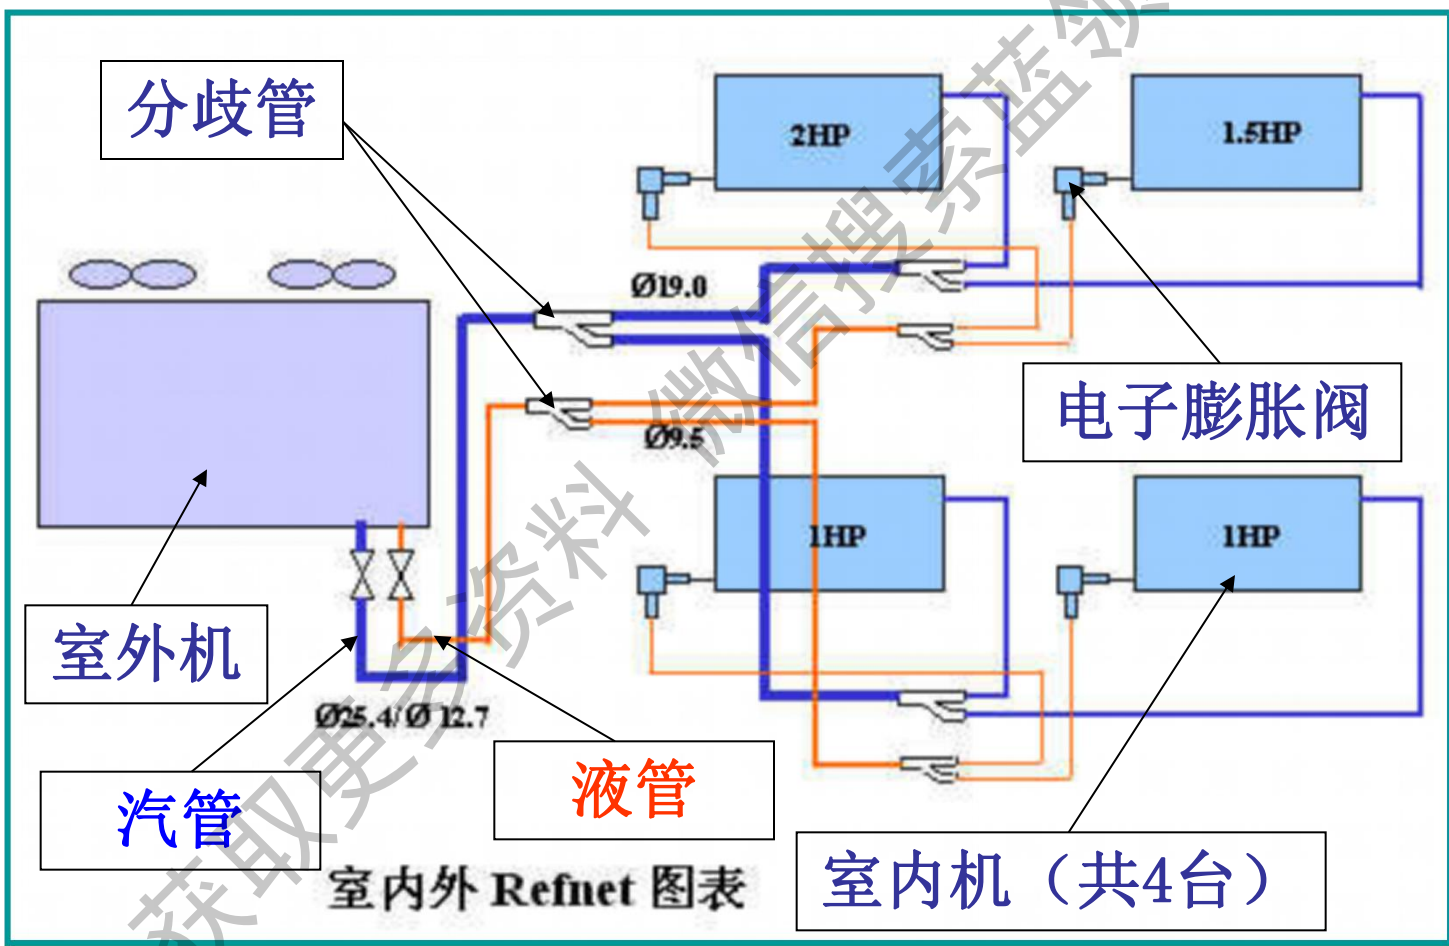 分歧管
2HP
1.5HP
Ø19.0
电子膨胀阀
Ø9.5
1HP
1HP
室外机
Ø25.4/Ø 12.7
汽管
液管
室内机（共4台）
室内外 Refnet 图表
获取更多资料 微信搜索蓝领